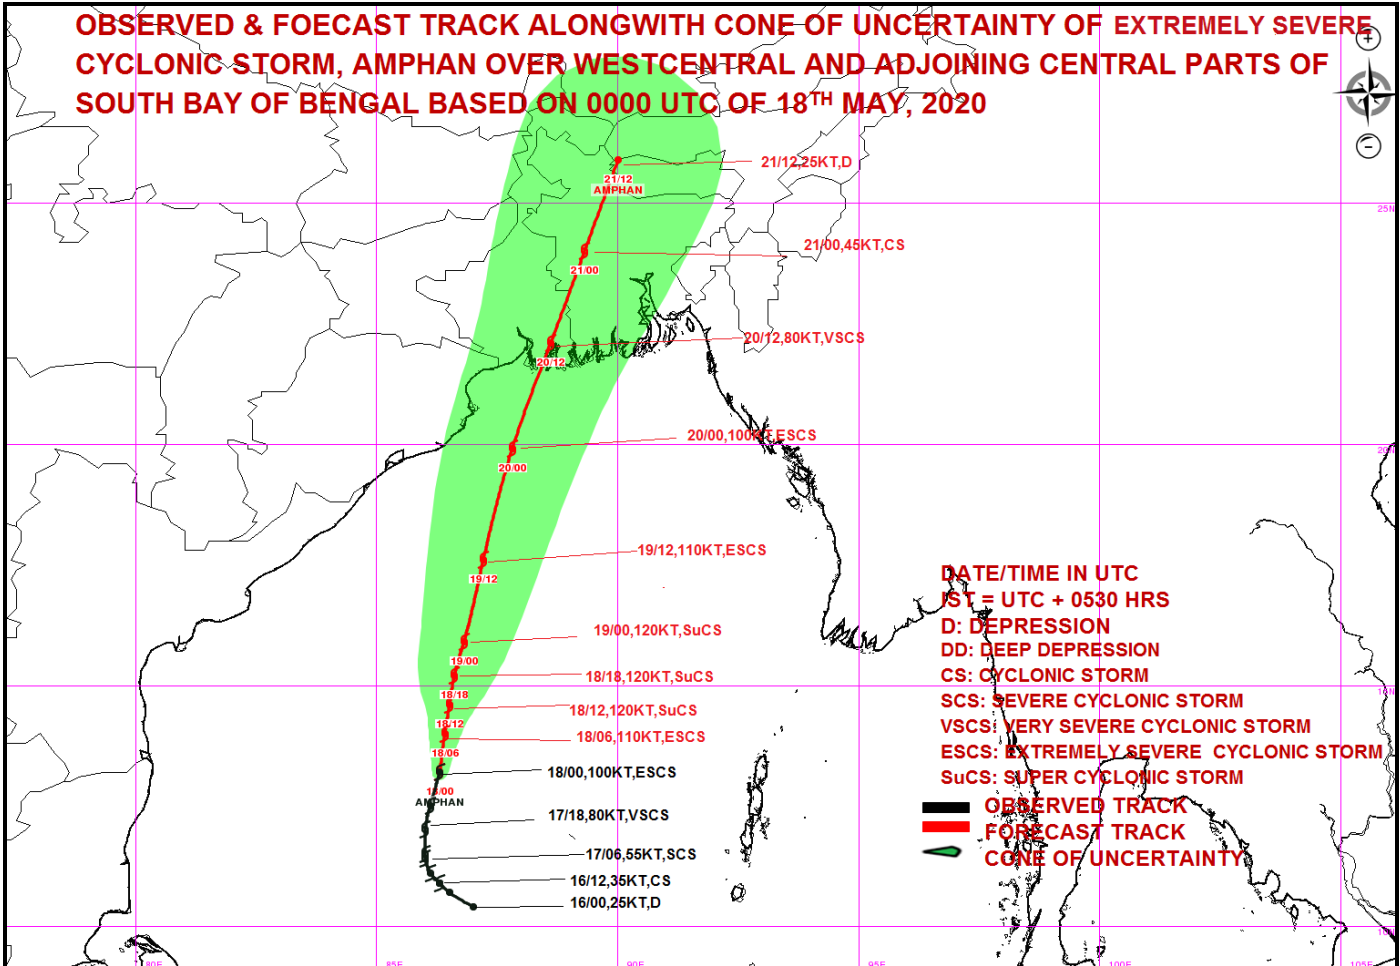 OBSERVED & FOECAST TRACK ALONGWITH CONE OF UNCERTAINTY OF EXTREMELY SEVERE
CYCLONIC STORM, AMPHAN OVER WESTCENTRAL AND ADJOINING CENTRAL PARTS OF
SOUTH BAY OF BENGAL BASED ON 0000 UTC OF 18TH MAY, 2020
21/12,25KT,D
21/12
AMPHAN
25N
21/00,45KT,CS
21/00
20/12,80KT,VSCS
20/12
20/00,100KT,ESCS
20N
20/00
19/12,110KT,ESCS
19/12
19/00,120KT,SuCS
19/00
18/18,120KT,SuCS
18/18
18/12,120KT,SuCS
18/12
18/06,110KT,ESCS
18/06
18/00,100KT,ESCS
18/00
AMPHAN
17/18,80KT,VSCS
17/06,55KT,SCS
16/12,35KT,CS
16/00,25KT,D
DATE/TIME IN UTC
IST = UTC + 0530 HRS
D: DEPRESSION
DD: DEEP DEPRESSION
CS: CYCLONIC STORM
15N
SCS: SEVERE CYCLONIC STORM
VSCS: VERY SEVERE CYCLONIC STORM
ESCS: EXTREMELY SEVERE CYCLONIC STORM
SuCS: SUPER CYCLONIC STORM
OBSERVED TRACK
FORECAST TRACK
CONE OF UNCERTAINTY
10N
80E
85E
90E
95E
100E
105E